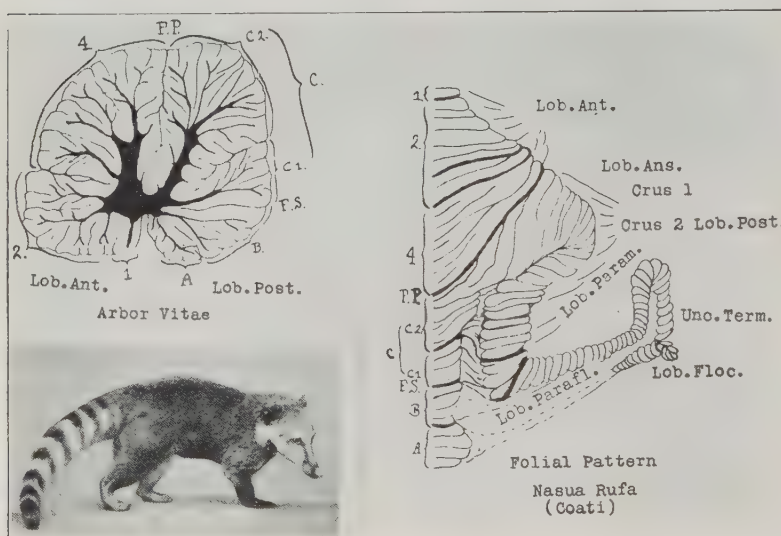 P.P.
4.
C2.
C.
C1.
F.S.
B.
2.
1
A
Lob.Ant.
Lob.Post.
Arbor Vitas
1
Lob.Ant.
2
Lob.Ans.
Crus 1
Crus 2 Lob.Post
4
Lob.Param.
P.P.
C2
C
C1
F.S.
B
A
Unc.Term.
Lob.Floc.
Lob.Parafl.
Folial Pattern
Nasua Rufa
(Coati)